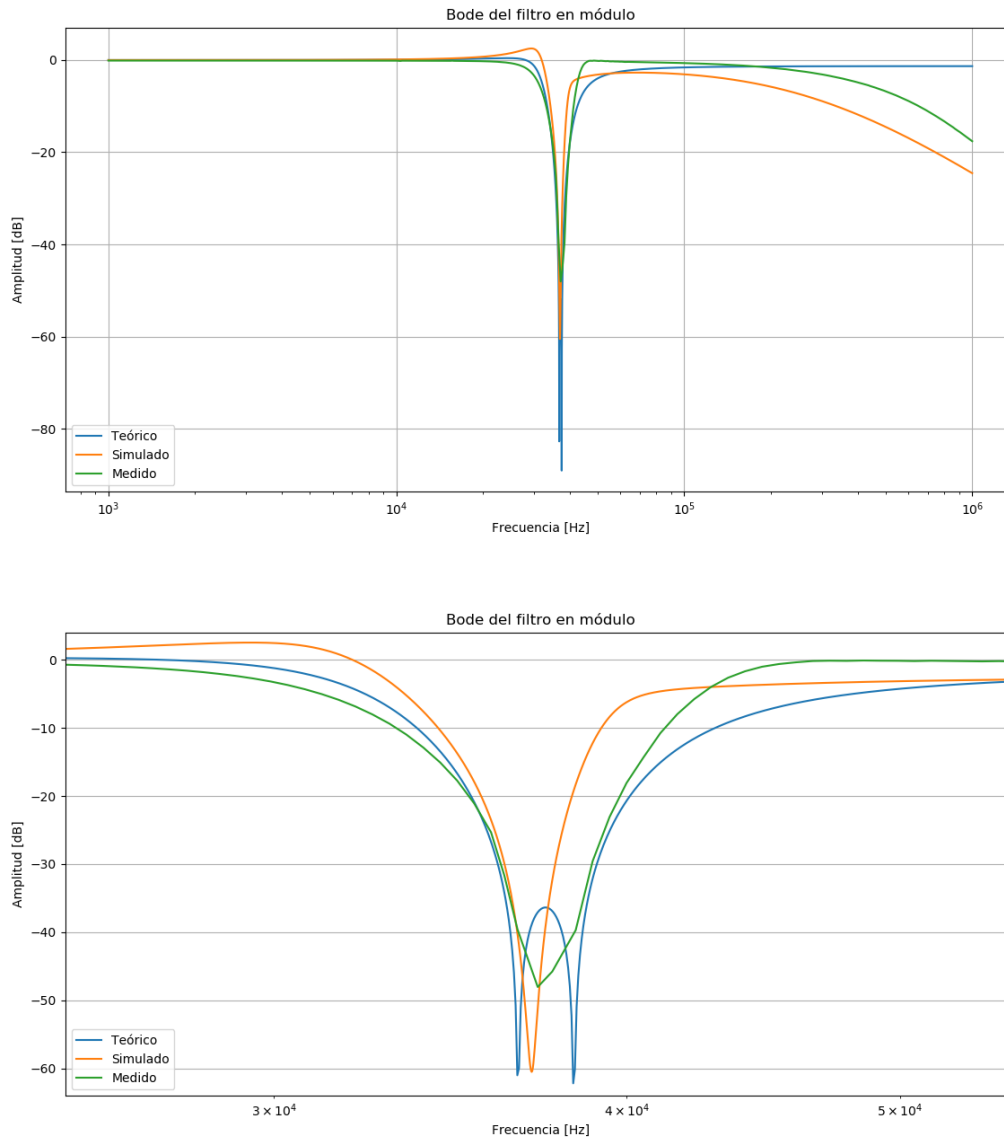 Bode del filtro en módulo
Amplitud [dB]
0
−20
−40
−60
−80
Teórico
Simulado
Medido
10³
10⁴
10⁵
10⁶
Frecuencia [Hz]
Bode del filtro en módulo
Amplitud [dB]
0
−10
−20
−30
−40
−50
−60
Teórico
Simulado
Medido
3 × 10⁴
4 × 10⁴
5 × 10⁴
Frecuencia [Hz]